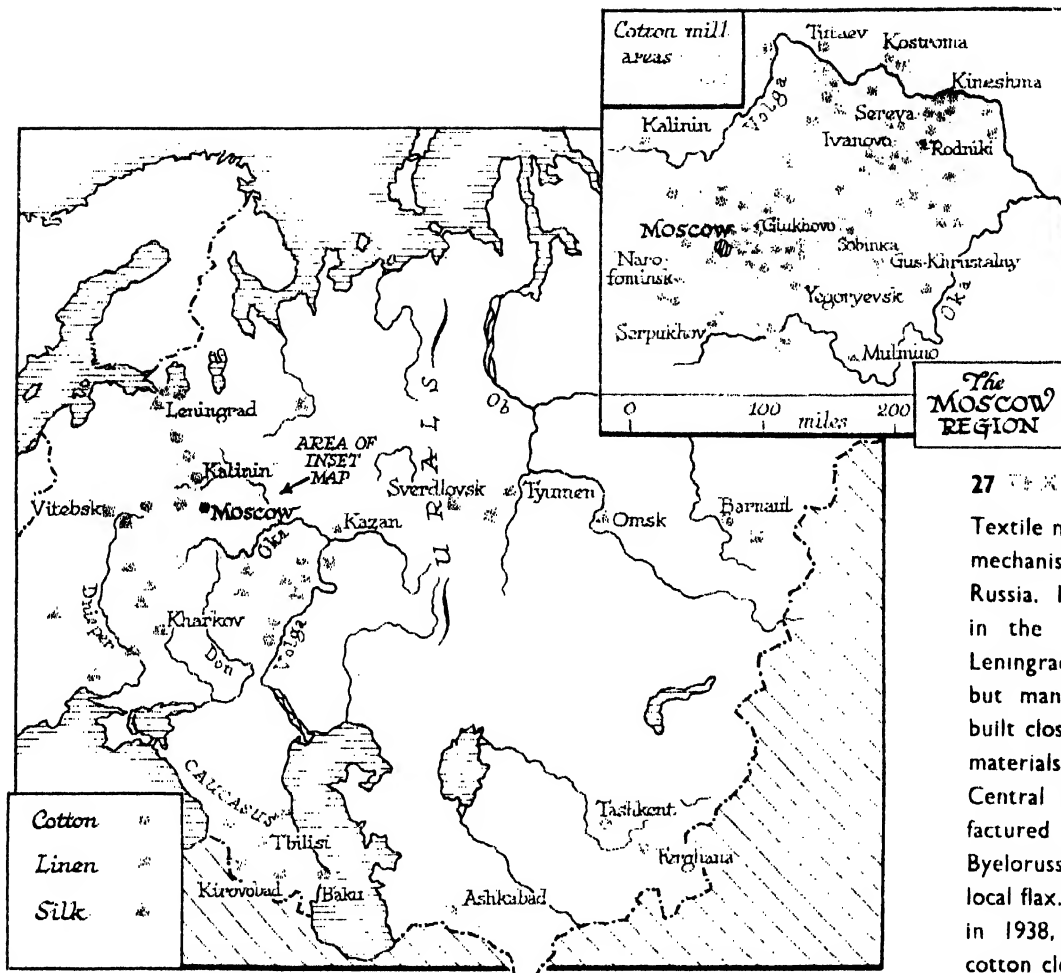 Cotton mill
areas
Tutaev
Kostroma
Kineshma
Volga
Sereya
Kalinin
Ivanovo
Rodniki
Moscow
Glukhovo
Sobinka
Naro
fominsk
Gus-Khrustalny
Yegoryevsk
Oka
Serpukhov
0 100 200
miles
The
MOSCOW
REGION
Leningrad
Ob
URALS
AREA OF
INSET
MAP
Kalinin
Sverdlovsk
Tyumen
Vitebsk
Moscow
Kazan
Omsk
Barnaul
Oka
Dnieper
Kharkov
Don
Volga
CAUCASUS
Tbilisi
Tashkent
Ferghana
Kirovobad
Baku
Ashkabad
Cotton
Linen
Silk
27
Textile
mechanis
Russia.
in the
Leningrad
but man
built clos
materials
Central
factured
Byeloruss
local flax.
in 1938,
cotton cl